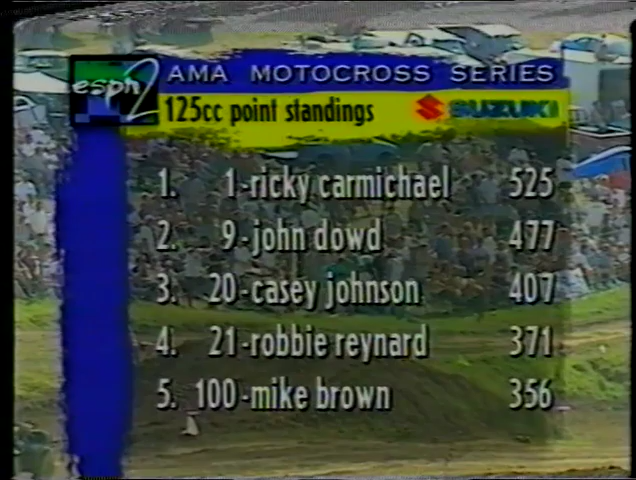 espn2 AMA MOTOCROSS SERIES
125cc point standings SUZUKI
1. 1-ricky carmichael 525
2. 9-john dowd 477
3. 20-casey johnson 407
4. 21-robbie reynard 371
5. 100-mike brown 356